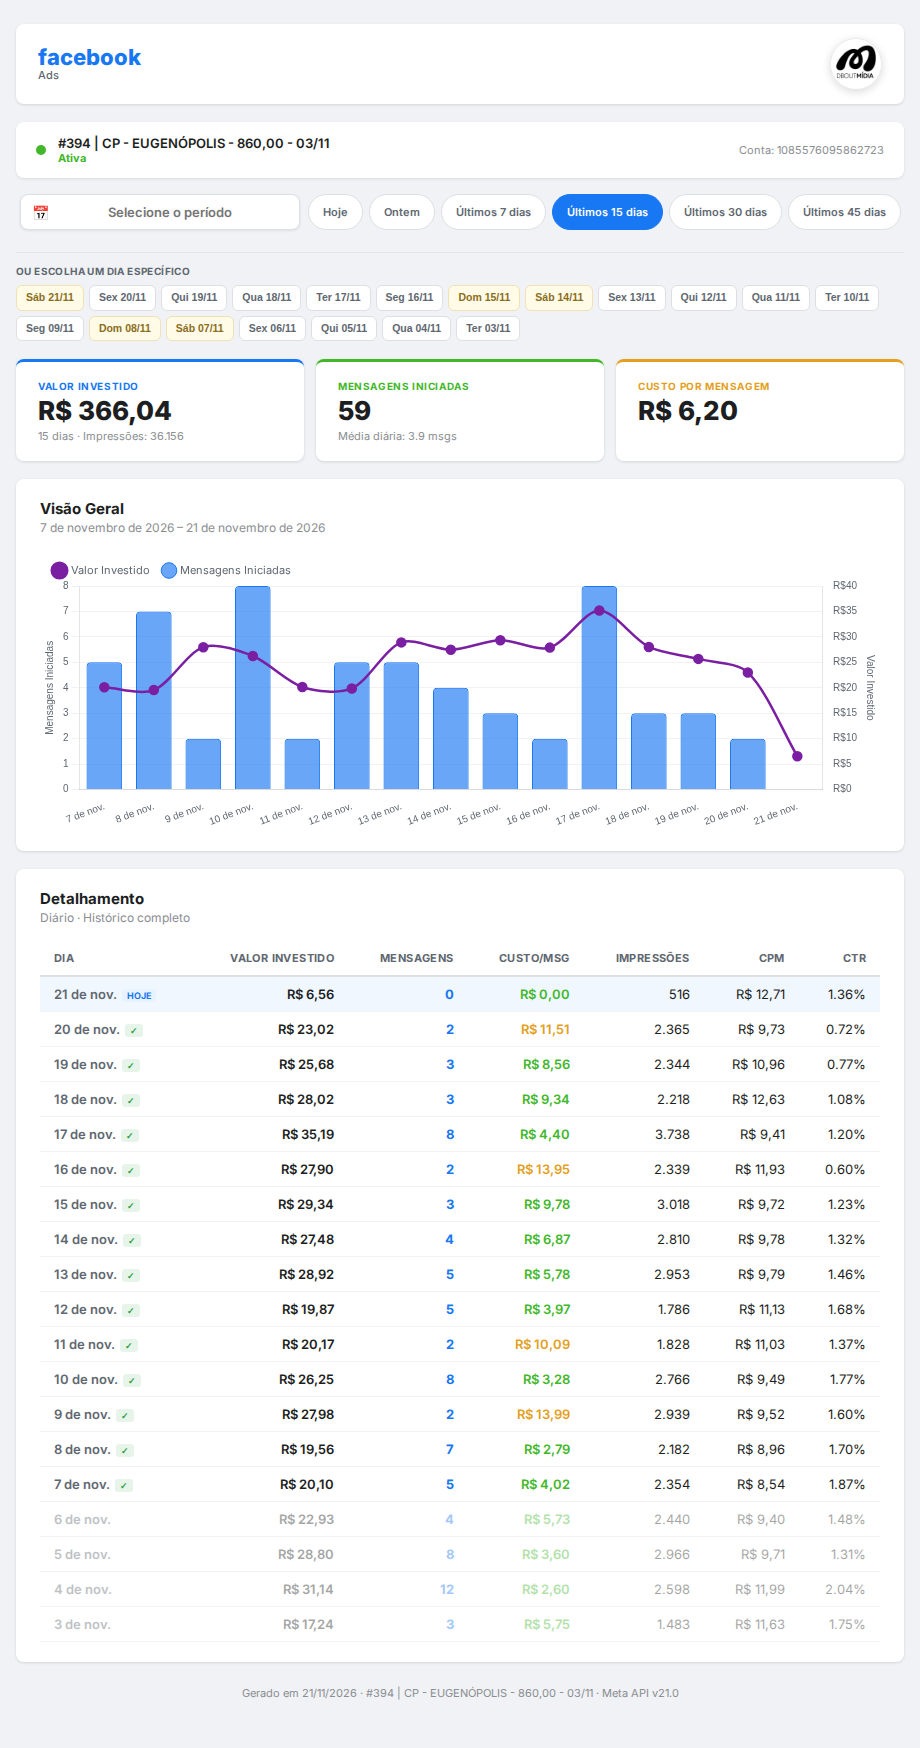 facebook
Ads
DBOUTMÍDIA
#394 | CP - EUGENÓPOLIS - 860,00 - 03/11
Ativa
Conta: 1085576095862723
Selecione o período
Hoje
Ontem
Últimos 7 dias
Últimos 15 dias
Últimos 30 dias
Últimos 45 dias
OU ESCOLHA UM DIA ESPECÍFICO
Sáb 21/11 Sex 20/11 Qui 19/11 Qua 18/11 Ter 17/11 Seg 16/11 Dom 15/11 Sáb 14/11 Sex 13/11 Qui 12/11 Qua 11/11 Ter 10/11
Seg 09/11 Dom 08/11 Sáb 07/11 Sex 06/11 Qui 05/11 Qua 04/11 Ter 03/11
VALOR INVESTIDO
R$ 366,04
15 dias · Impressões: 36.156
MENSAGENS INICIADAS
59
Média diária: 3.9 msgs
CUSTO POR MENSAGEM
R$ 6,20
Visão Geral
7 de novembro de 2026 – 21 de novembro de 2026
Valor Investido Mensagens Iniciadas
Mensagens Iniciadas
8
7
6
5
4
3
2
1
0
R$40
R$35
R$30
R$25
R$20
R$15
R$10
R$5
R$0
Valor Investido
7 de nov. 8 de nov. 9 de nov. 10 de nov. 11 de nov. 12 de nov. 13 de nov. 14 de nov. 15 de nov. 16 de nov. 17 de nov. 18 de nov. 19 de nov. 20 de nov. 21 de nov.
Detalhamento
Diário · Histórico completo
DIA VALOR INVESTIDO MENSAGENS CUSTO/MSG IMPRESSÕES CPM CTR
21 de nov. HOJE R$ 6,56 0 R$ 0,00 516 R$ 12,71 1.36%
20 de nov. ✓ R$ 23,02 2 R$ 11,51 2.365 R$ 9,73 0.72%
19 de nov. ✓ R$ 25,68 3 R$ 8,56 2.344 R$ 10,96 0.77%
18 de nov. ✓ R$ 28,02 3 R$ 9,34 2.218 R$ 12,63 1.08%
17 de nov. ✓ R$ 35,19 8 R$ 4,40 3.738 R$ 9,41 1.20%
16 de nov. ✓ R$ 27,90 2 R$ 13,95 2.339 R$ 11,93 0.60%
15 de nov. ✓ R$ 29,34 3 R$ 9,78 3.018 R$ 9,72 1.23%
14 de nov. ✓ R$ 27,48 4 R$ 6,87 2.810 R$ 9,78 1.32%
13 de nov. ✓ R$ 28,92 5 R$ 5,78 2.953 R$ 9,79 1.46%
12 de nov. ✓ R$ 19,87 5 R$ 3,97 1.786 R$ 11,13 1.68%
11 de nov. ✓ R$ 20,17 2 R$ 10,09 1.828 R$ 11,03 1.37%
10 de nov. ✓ R$ 26,25 8 R$ 3,28 2.766 R$ 9,49 1.77%
9 de nov. ✓ R$ 27,98 2 R$ 13,99 2.939 R$ 9,52 1.60%
8 de nov. ✓ R$ 19,56 7 R$ 2,79 2.182 R$ 8,96 1.70%
7 de nov. ✓ R$ 20,10 5 R$ 4,02 2.354 R$ 8,54 1.87%
6 de nov. R$ 22,93 4 R$ 5,73 2.440 R$ 9,40 1.48%
5 de nov. R$ 28,80 8 R$ 3,60 2.966 R$ 9,71 1.31%
4 de nov. R$ 31,14 12 R$ 2,60 2.598 R$ 11,99 2.04%
3 de nov. R$ 17,24 3 R$ 5,75 1.483 R$ 11,63 1.75%
Gerado em 21/11/2026 · #394 | CP - EUGENÓPOLIS - 860,00 - 03/11 · Meta API v21.0